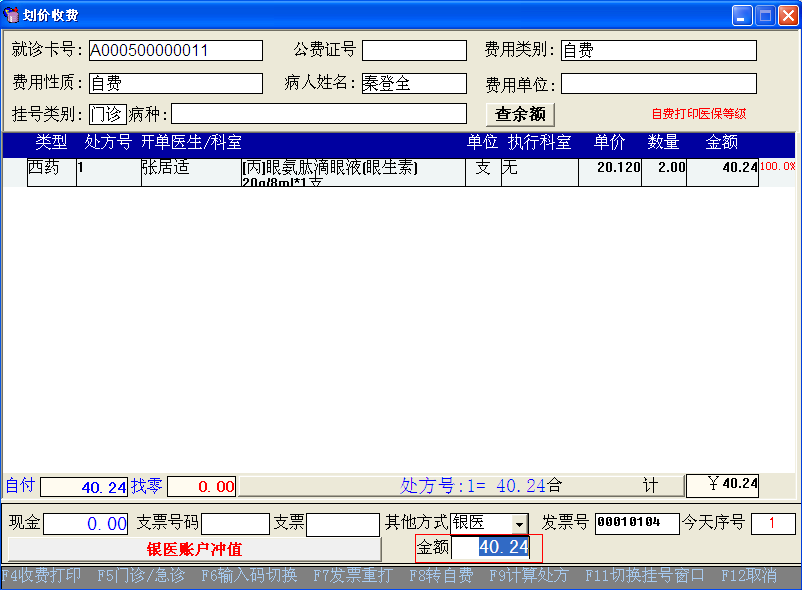 划价收费
就诊卡号: A000500000011 公费证号 费用类别: 自费
费用性质: 自费 病人姓名: 秦登全 费用单位:
挂号类别: 门诊 病种: 查余额 自费打印医保等级
类型 处方号 开单医生/科室 单位 执行科室 单价 数量 金额
西药 1 张居适 [丙]眼氨肽滴眼液(眼生素) 支 无 20.120 2.00 40.24 100.0%
20g/8ml*1支
自付 40.24 找零 0.00 处方号:1= 40.24 合 计 ￥40.24
现金 0.00 支票号码 支票 其他方式 银医 发票号 00010104 今天序号 1
银医账户冲值 金额 40.24
F4收费打印 F5门诊/急诊 F6输入码切换 F7发票重打 F8转自费 F9计算处方 F11切换挂号窗口 F12取消